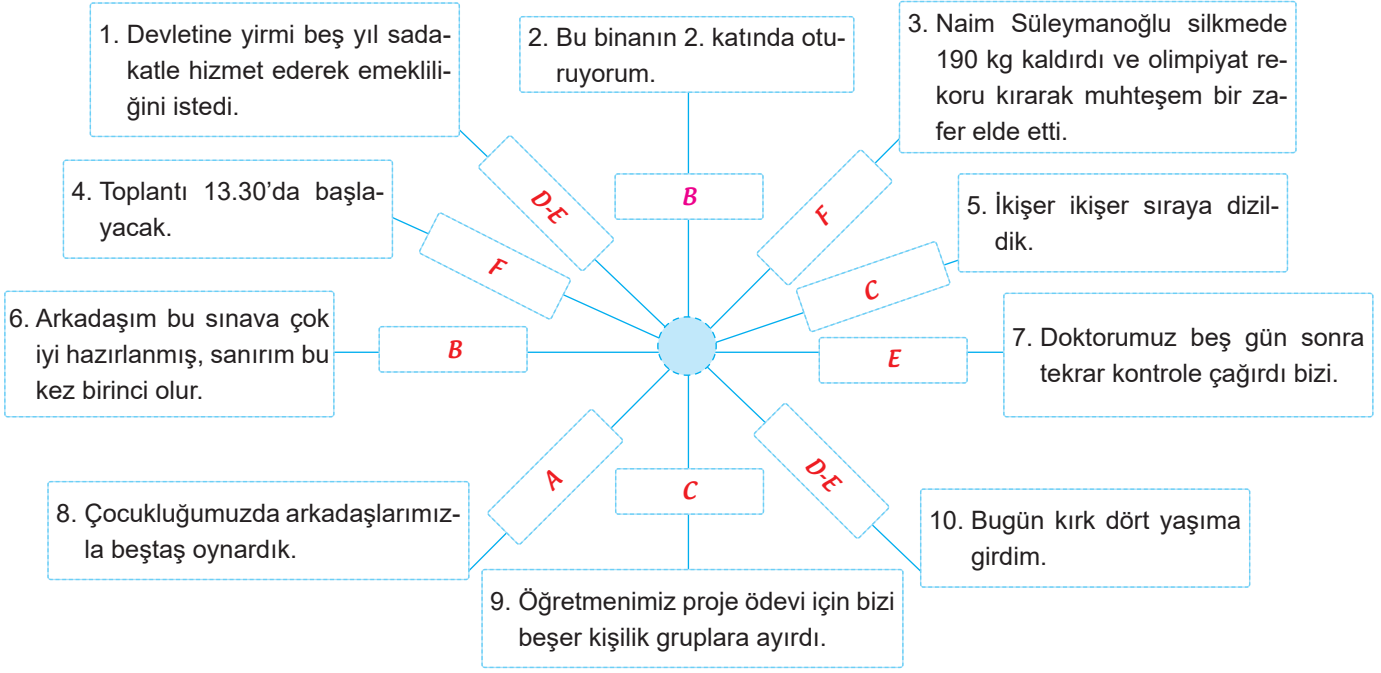 1. Devletine yirmi beş yıl sada-
katle hizmet ederek emeklili-
ğini istedi.
2. Bu binanın 2. katında otu-
ruyorum.
3. Naim Süleymanoğlu silkmede
190 kg kaldırdı ve olimpiyat re-
koru kırarak muhteşem bir za-
fer elde etti.
D-E
B
F
4. Toplantı 13.30'da başla-
yacak.
F
C
5. İkişer ikişer sıraya dizil-
dik.
6. Arkadaşım bu sınava çok
iyi hazırlanmış, sanırım bu
kez birinci olur.
B
E
7. Doktorumuz beş gün sonra
tekrar kontrole çağırdı bizi.
A
C
D-E
8. Çocukluğumuzda arkadaşlarımız-
la beştaş oynardık.
9. Öğretmenimiz proje ödevi için bizi
beşer kişilik gruplara ayırdı.
10. Bugün kırk dört yaşıma
girdim.